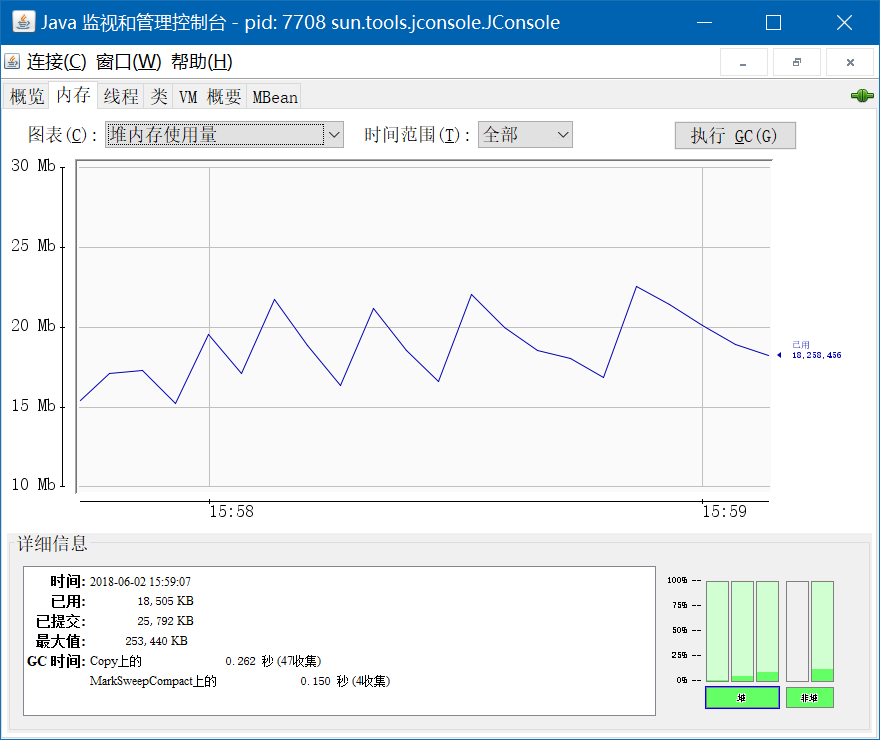 Java 监视和管理控制台 - pid: 7708 sun.tools.jconsole.JConsole
连接(C) 窗口(W) 帮助(H)
概览 内存 线程 类 VM 概要 MBean
图表(C): 堆内存使用量 时间范围(T): 全部 执行 GC(G)
30 Mb
25 Mb
20 Mb
15 Mb
10 Mb
已用
18,258,456
15:58 15:59
详细信息
时间: 2018-06-02 15:59:07
已用: 18,505 KB
已提交: 25,792 KB
最大值: 253,440 KB
GC 时间: Copy上的 0.262 秒 (47收集)
MarkSweepCompact上的 0.150 秒 (4收集)
100% --
75% --
50% --
25% --
0% --
堆 非堆